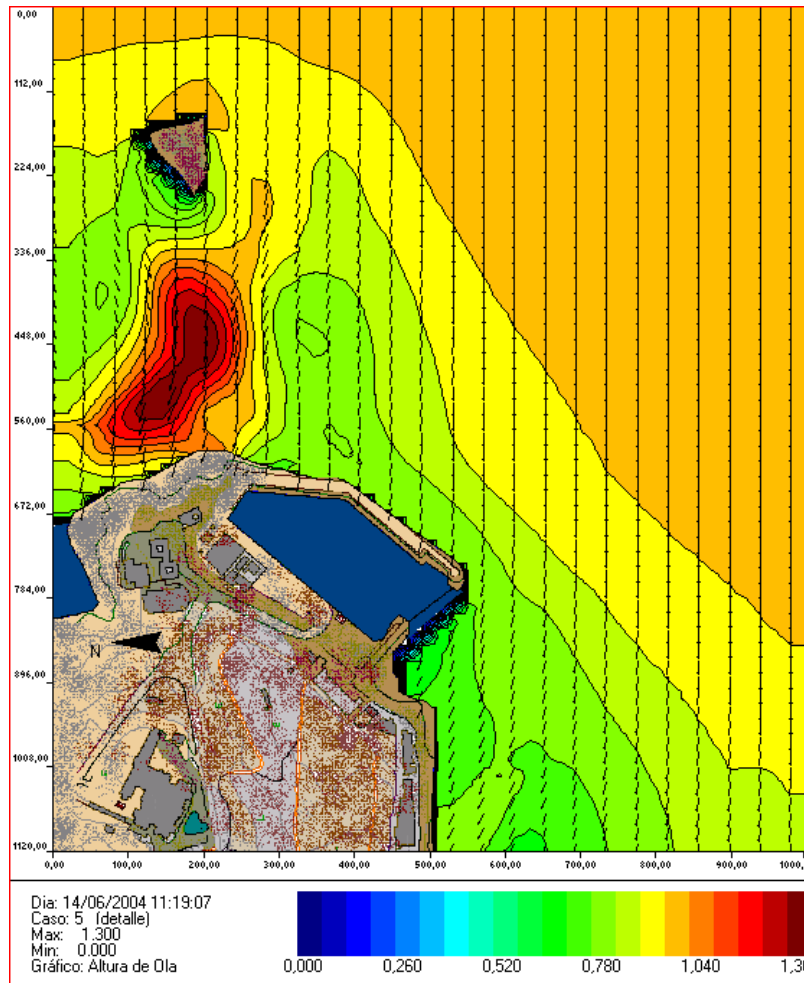 0,00
112,00
224,00
336,00
448,00
560,00
672,00
784,00
896,00
1008,00
1120,00
N
0,00 100,00 200,00 300,00 400,00 500,00 600,00 700,00 800,00 900,00 1000,
Dia: 14/06/2004 11:19:07
Caso: 5 (detalle)
Max: 1.300
Min: 0.000
Gráfico: Altura de Ola
0,000 0,260 0,520 0,780 1,040 1,30